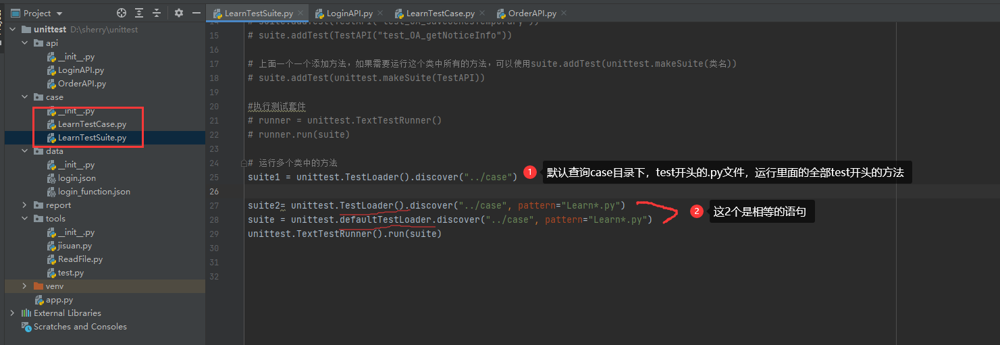 Project
LearnTestSuite.py
LoginAPI.py
LearnTestCase.py
OrderAPI.py
unittest D:\sherry\unittest
api
__init__.py
LoginAPI.py
OrderAPI.py
case
__init__.py
LearnTestCase.py
LearnTestSuite.py
data
__init__.py
login.json
login_function.json
report
tools
__init__.py
jisuan.py
ReadFile.py
test.py
venv
app.py
External Libraries
Scratches and Consoles
15 # suite.addTest(TestAPI("test_OA_getNoticeInfo"))
16
17 # 上面一个一个添加方法，如果需要运行这个类中所有的方法，可以使用suite.addTest(unittest.makeSuite(类名))
18 # suite.addTest(unittest.makeSuite(TestAPI))
19
20 #执行测试套件
21 # runner = unittest.TextTestRunner()
22 # runner.run(suite)
23
24 # 运行多个类中的方法
25 suite1 = unittest.TestLoader().discover("../case")
1 默认查询case目录下，test开头的.py文件，运行里面的全部test开头的方法
26
27 suite2= unittest.TestLoader().discover("../case", pattern="Learn*.py")
28 suite = unittest.defaultTestLoader.discover("../case", pattern="Learn*.py")
2 这2个是相等的语句
29 unittest.TextTestRunner().run(suite)
30
31
32